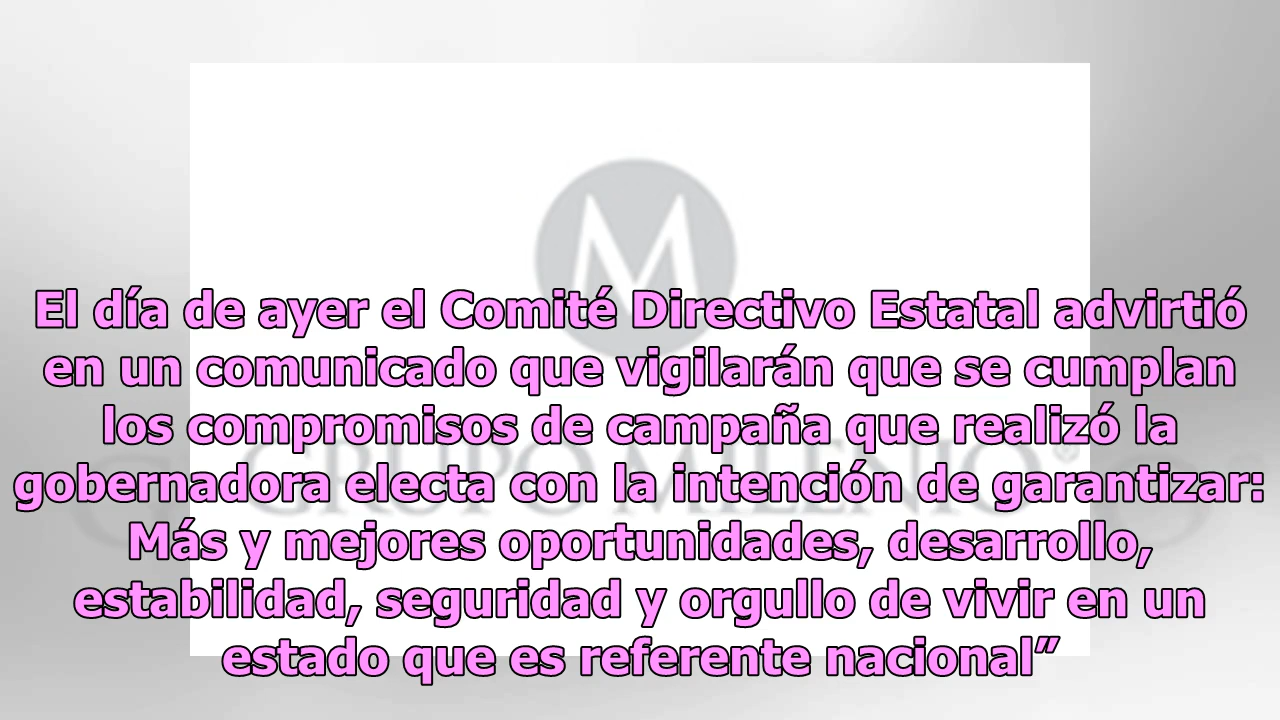 M
El día de ayer el Comité Directivo Estatal advirtió
en un comunicado que vigilarán que se cumplan
los compromisos de campaña que realizó la
GRUPO MILENIO®
gobernadora electa con la intención de garantizar:
Más y mejores oportunidades, desarrollo,
estabilidad, seguridad y orgullo de vivir en un
estado que es referente nacional”